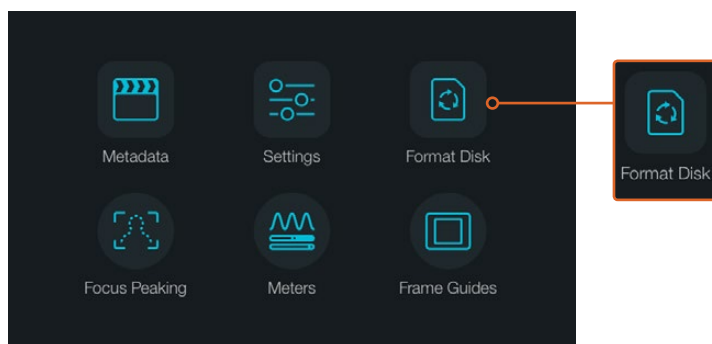 Metadata
Settings
Format Disk
Format Disk
Focus Peaking
Meters
Frame Guides